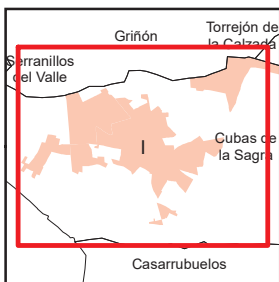 Torrejón de
la Calzada
Griñón
Serranillos
del Valle
I
Cubas de
la Sagra
Casarrubuelos